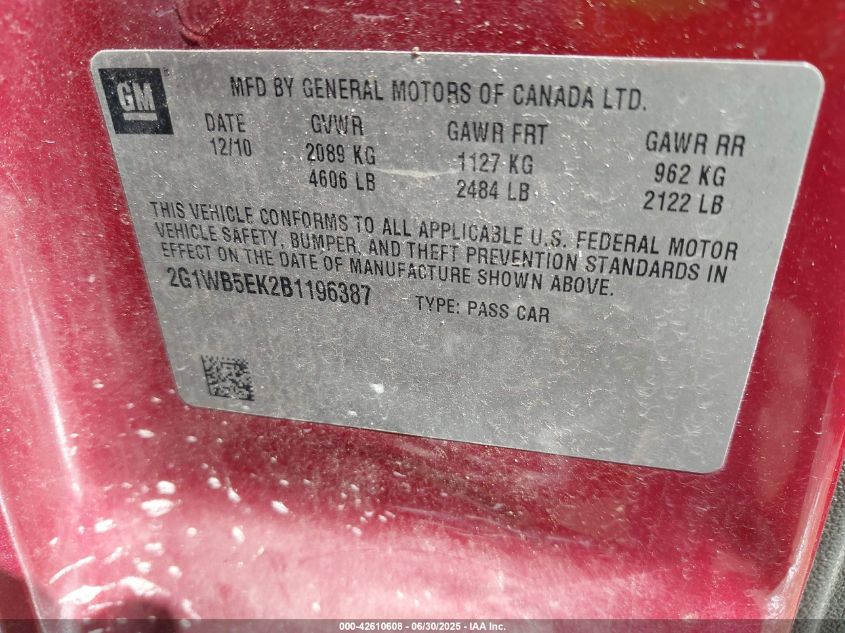 GM
MFD BY GENERAL MOTORS OF CANADA LTD.
DATE GVWR GAWR FRT GAWR RR
12/10 2089 KG 1127 KG 962 KG
4606 LB 2484 LB 2122 LB
THIS VEHICLE CONFORMS TO ALL APPLICABLE U.S. FEDERAL MOTOR
VEHICLE SAFETY, BUMPER, AND THEFT PREVENTION STANDARDS IN
EFFECT ON THE DATE OF MANUFACTURE SHOWN ABOVE.
2G1WB5EK2B1196387 TYPE: PASS CAR
000-42610608 - 06/30/2025 - IAA Inc.